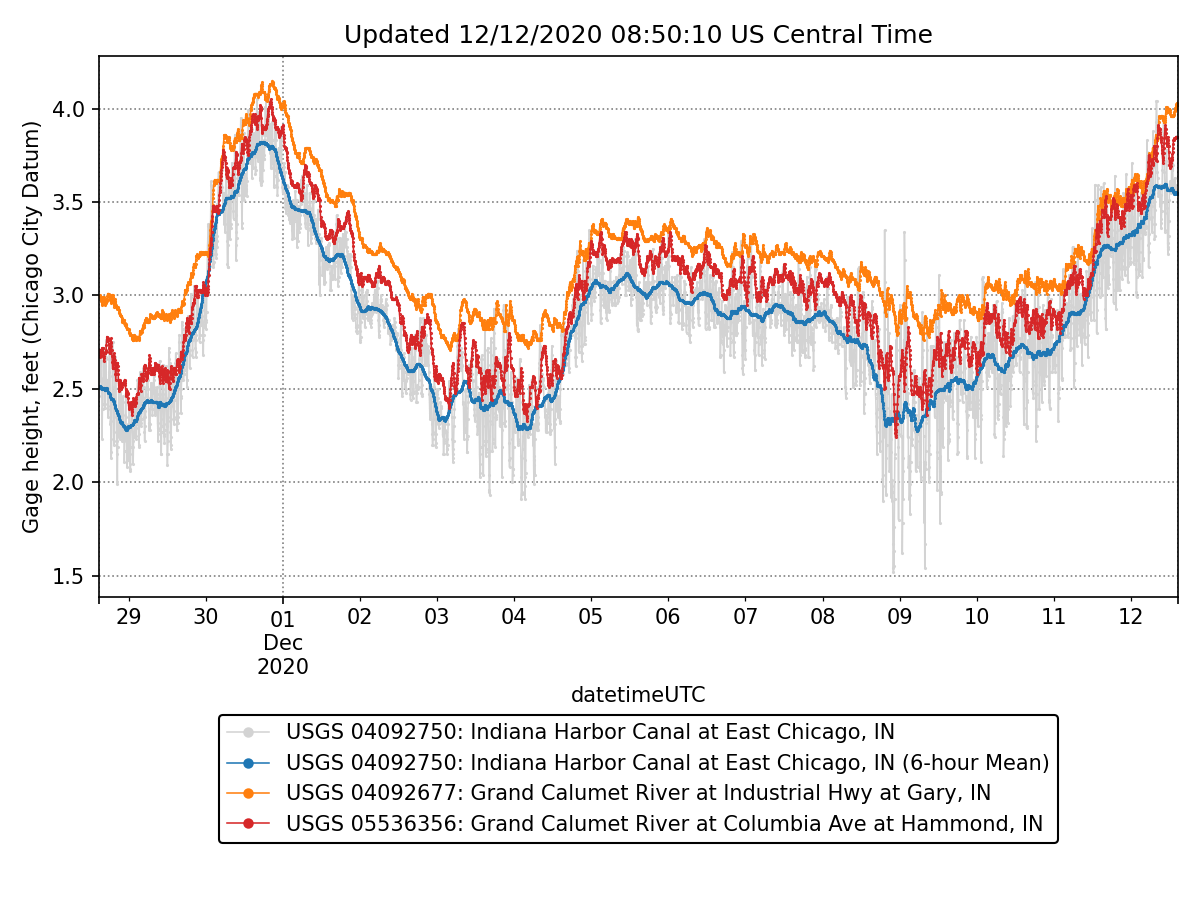 Updated 12/12/2020 08:50:10 US Central Time
Gage height, feet (Chicago City Datum)
4.0
3.5
3.0
2.5
2.0
1.5
29 30 01 02 03 04 05 06 07 08 09 10 11 12
Dec
2020
datetimeUTC
USGS 04092750: Indiana Harbor Canal at East Chicago, IN
USGS 04092750: Indiana Harbor Canal at East Chicago, IN (6-hour Mean)
USGS 04092677: Grand Calumet River at Industrial Hwy at Gary, IN
USGS 05536356: Grand Calumet River at Columbia Ave at Hammond, IN